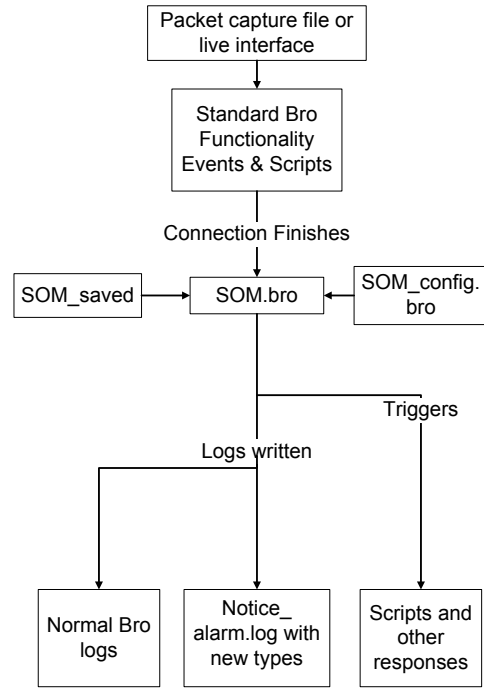 Packet capture file or
live interface
Standard Bro
Functionality
Events & Scripts
Connection Finishes
SOM_saved
SOM.bro
SOM_config.
bro
Triggers
Logs written
Normal Bro
logs
Notice_
alarm.log with
new types
Scripts and
other
responses